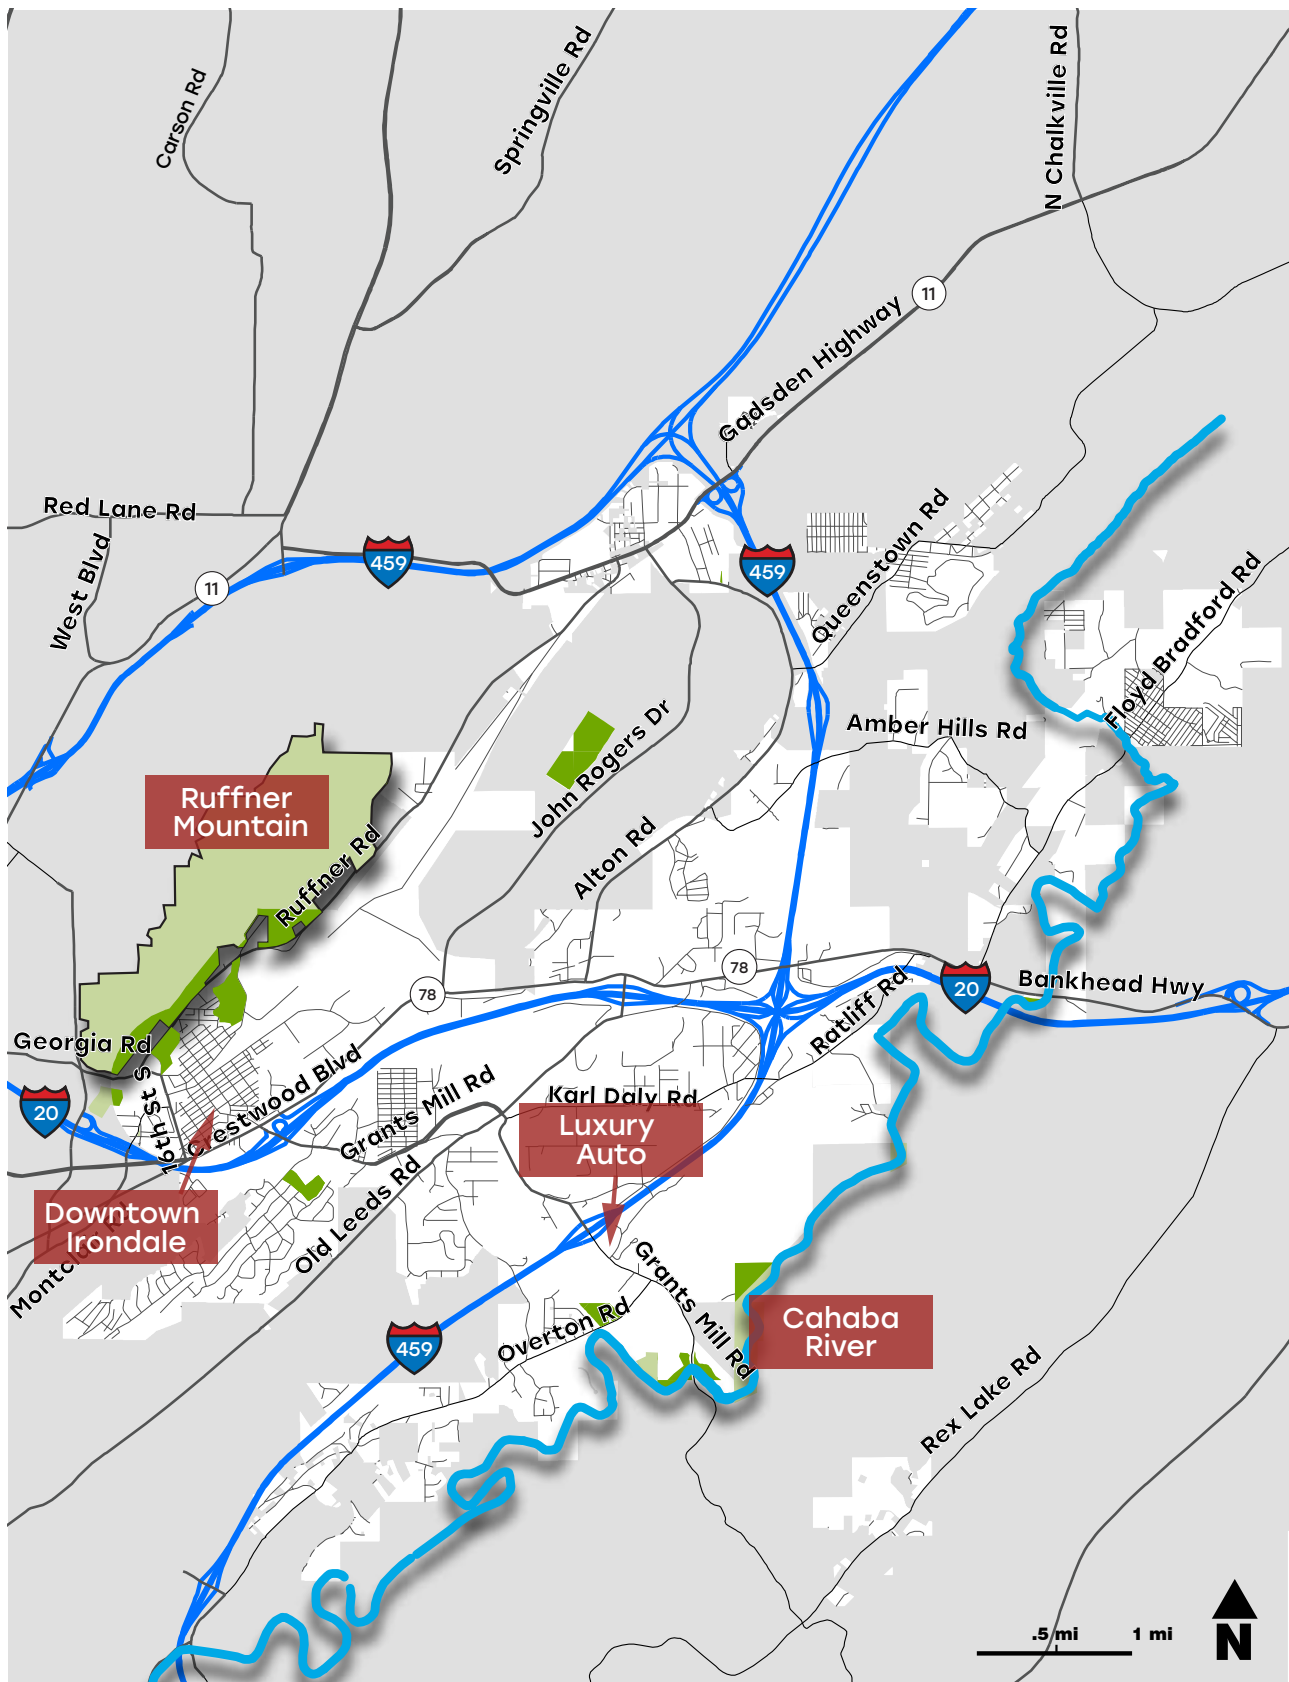 Carson Rd
Springville Rd
N Chalkville Rd
11
Gadsden Highway
Red Lane Rd
West Blvd
459
459
11
Queenstown Rd
Floyd Bradford Rd
John Rogers Dr
Amber Hills Rd
Ruffner
Mountain
Ruffner Rd
Alton Rd
78
78
20
Bankhead Hwy
Ratliff Rd
Georgia Rd
16th St S
20
Crestwood Blvd
Grants Mill Rd
Karl Daly Rd
Luxury
Auto
Downtown
Irondale
Old Leeds Rd
Grants Mill Rd
Overton Rd
459
Cahaba
River
Rex Lake Rd
.5 mi
1 mi
N